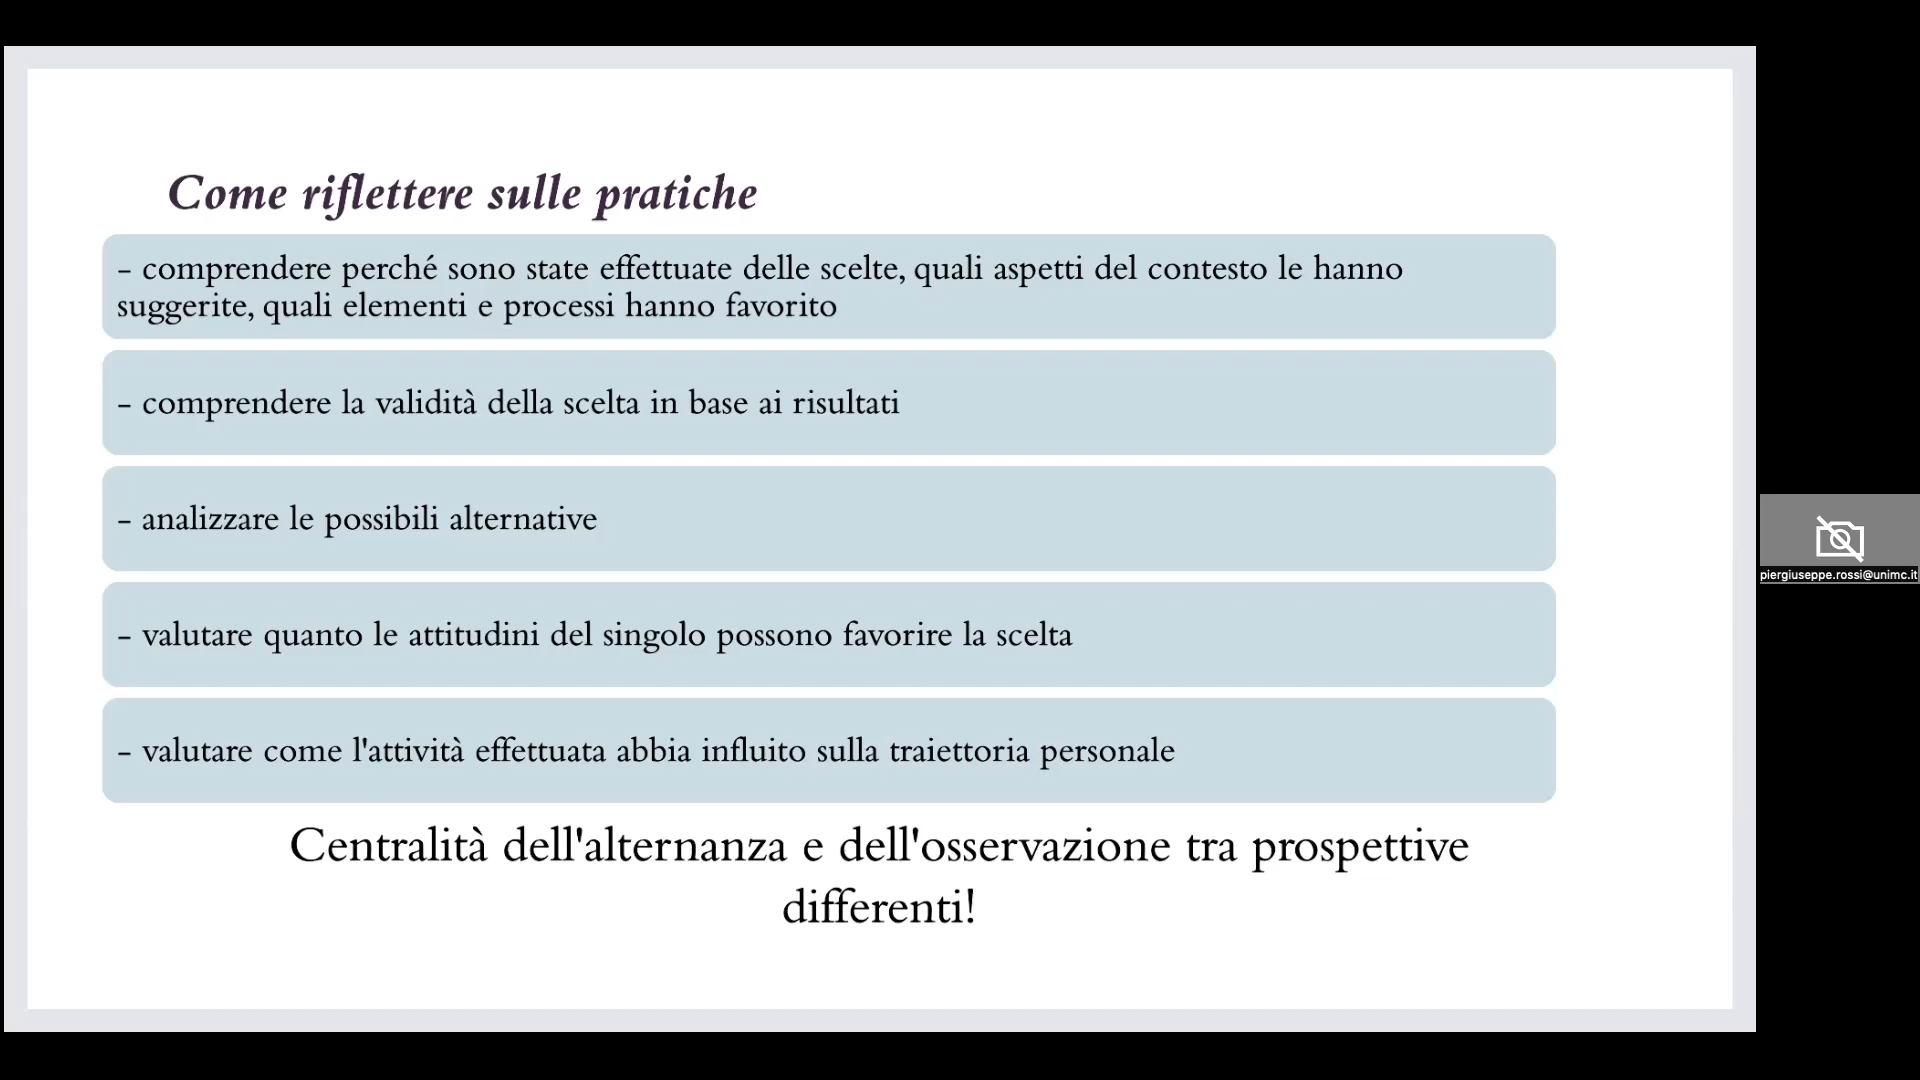 Come riflettere sulle pratiche
- comprendere perché sono state effettuate delle scelte, quali aspetti del contesto le hanno
suggerite, quali elementi e processi hanno favorito
- comprendere la validità della scelta in base ai risultati
- analizzare le possibili alternative
- valutare quanto le attitudini del singolo possono favorire la scelta
- valutare come l'attività effettuata abbia influito sulla traiettoria personale
Centralità dell'alternanza e dell'osservazione tra prospettive
differenti!
piergiuseppe.rossi@unimc.it